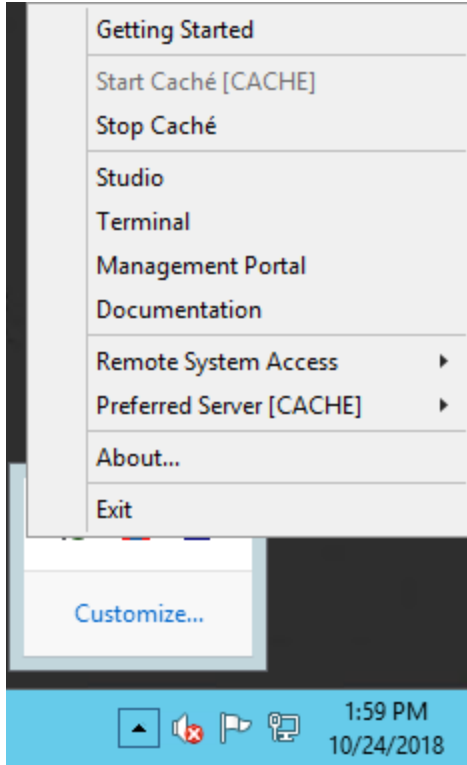 Getting Started
Start Caché [CACHE]
Stop Caché
Studio
Terminal
Management Portal
Documentation
Remote System Access
Preferred Server [CACHE]
About...
Exit
Customize...
1:59 PM
10/24/2018